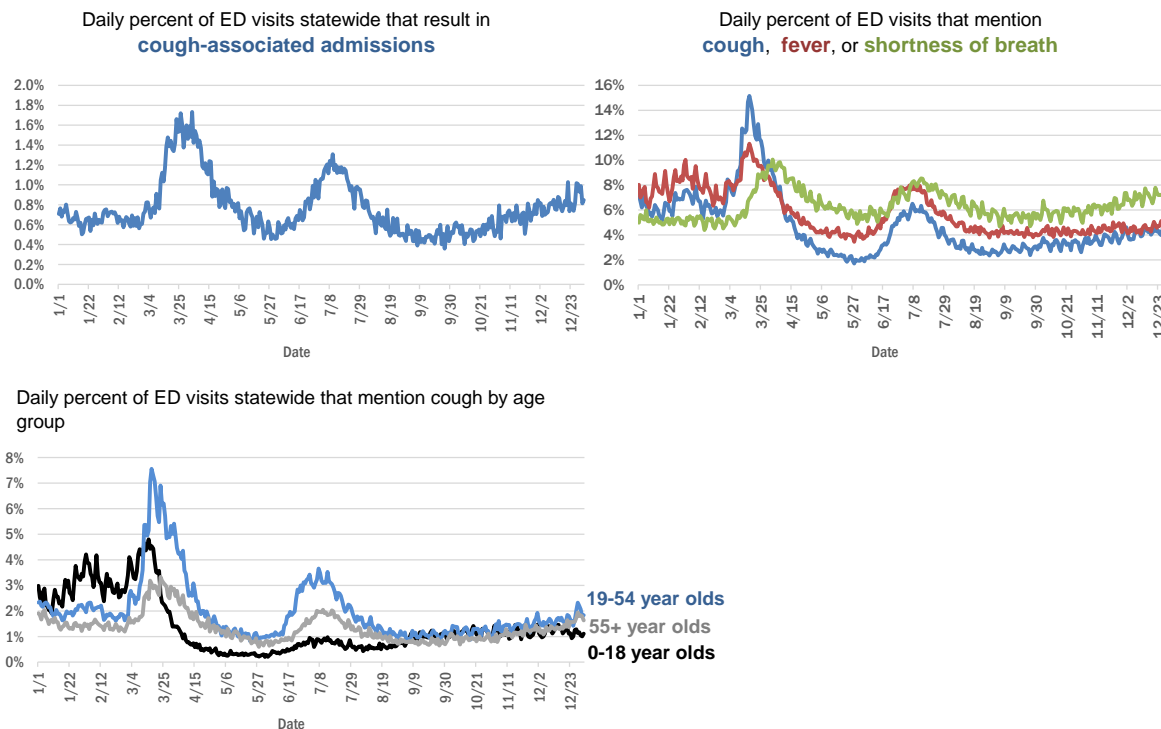 Daily percent of ED visits statewide that result in
cough-associated admissions
2.0%
1.8%
1.6%
1.4%
1.2%
1.0%
0.8%
0.6%
0.4%
0.2%
0.0%
1/1 1/22 2/12 3/4 3/25 4/15 5/6 5/27 6/17 7/8 7/29 8/19 9/9 9/30 10/21 11/11 12/2 12/23
Date
Daily percent of ED visits that mention
cough, fever, or shortness of breath
16%
14%
12%
10%
8%
6%
4%
2%
0%
1/1 1/22 2/12 3/4 3/25 4/15 5/6 5/27 6/17 7/8 7/29 8/19 9/9 9/30 10/21 11/11 12/2 12/23
Date
Daily percent of ED visits statewide that mention cough by age
group
8%
7%
6%
5%
4%
3%
2%
1%
0%
1/1 1/22 2/12 3/4 3/25 4/15 5/6 5/27 6/17 7/8 7/29 8/19 9/9 9/30 10/21 11/11 12/2 12/23
Date
19-54 year olds
55+ year olds
0-18 year olds